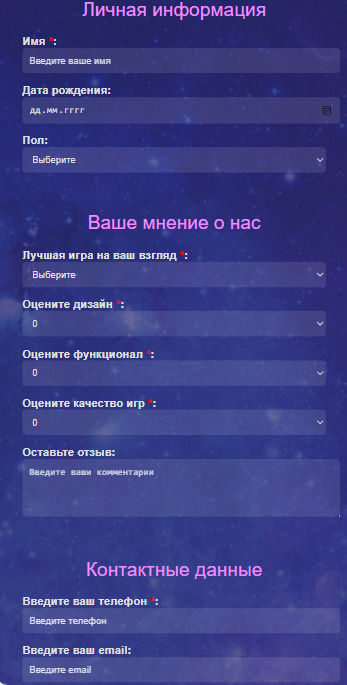 Личная информация
Имя *:
Введите ваше имя
Дата рождения:
дд.мм.гггг
Пол:
Выберите
Ваше мнение о нас
Лучшая игра на ваш взгляд *:
Выберите
Оцените дизайн *:
0
Оцените функционал *:
0
Оцените качество игр *:
0
Оставьте отзыв:
Введите ваши комментарии
Контактные данные
Введите ваш телефон *:
Введите телефон
Введите ваш email:
Введите email